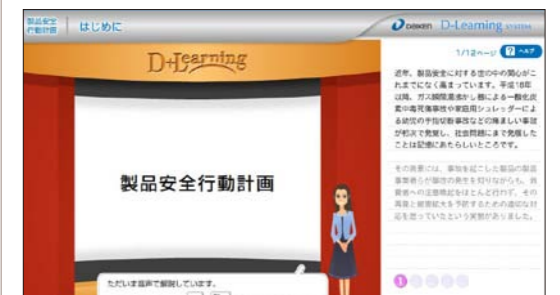 製品安全
行動計画
はじめに
DAIKEN D-Learning SYSTEM
D+Learning
1/12ページ ? ヘルプ
製品安全行動計画
近年、製品安全に対する世の中の関心がこ
れまでになく高まっています。平成18年
以降、ガス瞬間湯沸かし器による一酸化炭
素中毒死傷事故や家庭用シュレッダーによ
る幼児の手指切断事故などの痛ましい事故
が相次で発覚し、社会問題にまで発展した
ことは記憶にあたらしいところです。
その背景には、事故を起こした製品の製造
事業者らが事故の発生を知りながらも、消
費者への注意喚起をほとんど行わず、その
再発と被害拡大を予防するための適切な対
応を怠っていたという実態がありました。
ただいま音声で解説しています。
1